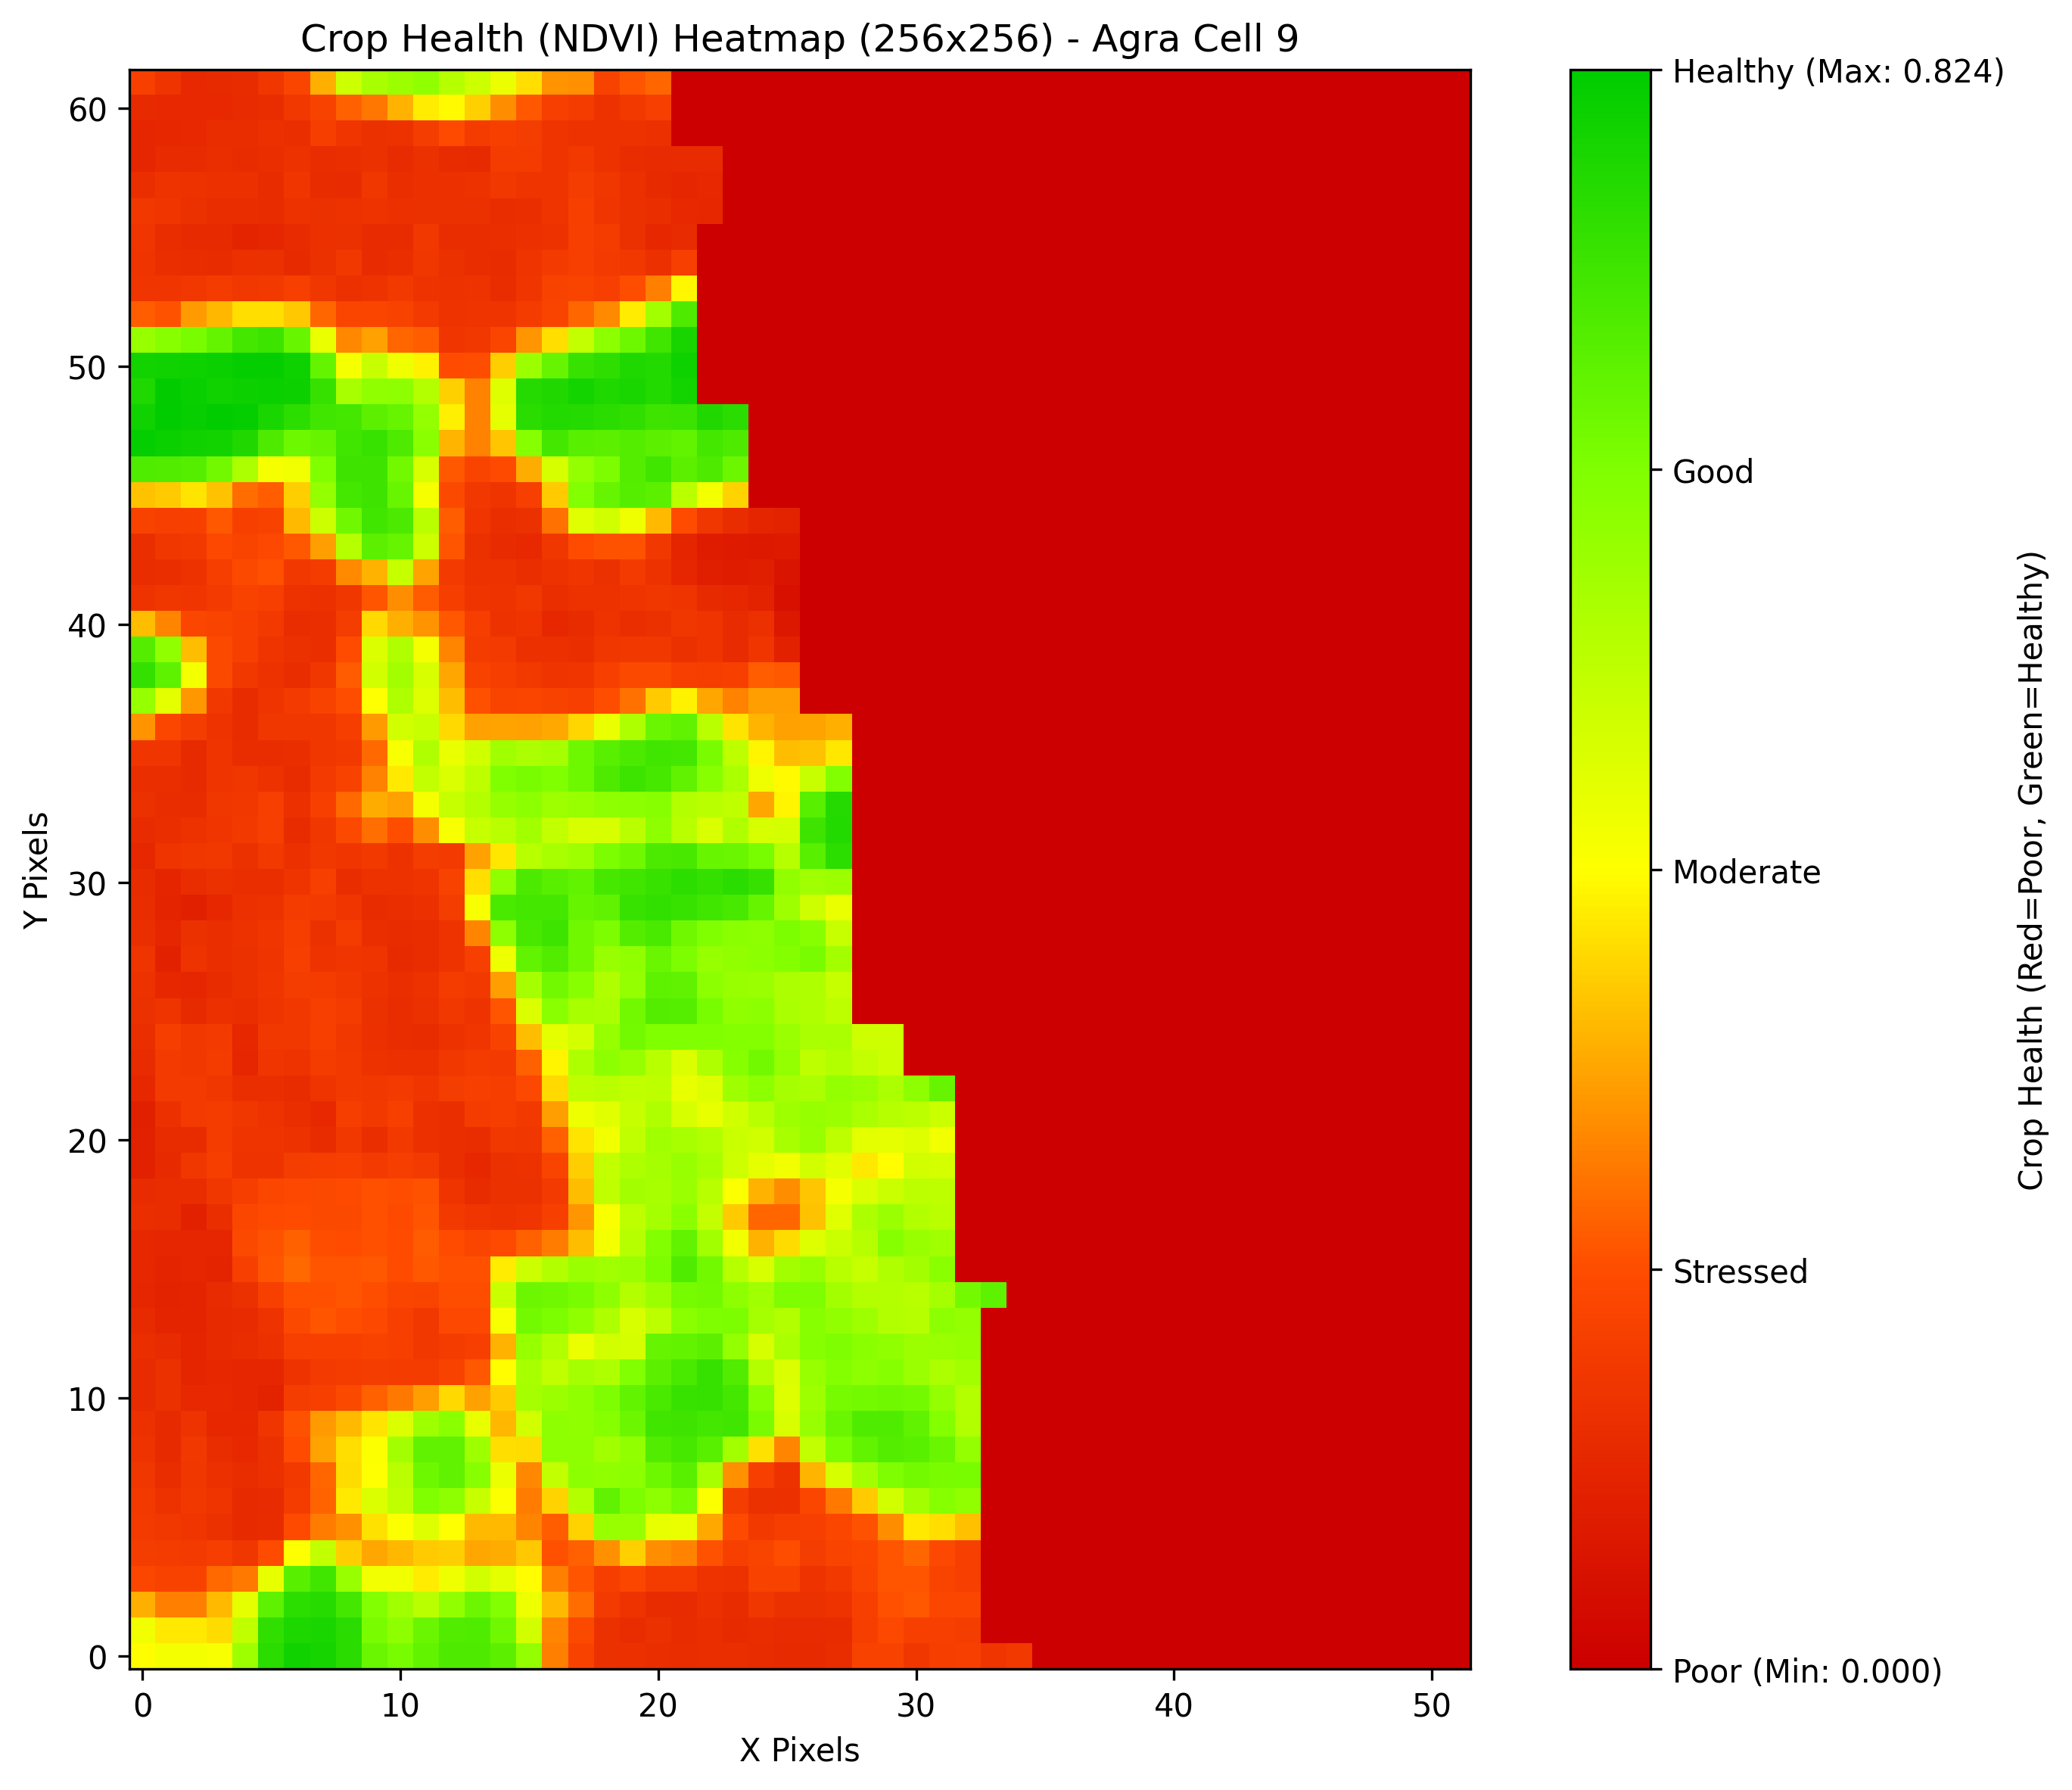 Crop Health (NDVI) Heatmap (256x256) - Agra Cell 9
Healthy (Max: 0.824)
Good
Moderate
Stressed
Poor (Min: 0.000)
Crop Health (Red=Poor, Green=Healthy)
Y Pixels
60
50
40
30
20
10
0
0 10 20 30 40 50
X Pixels